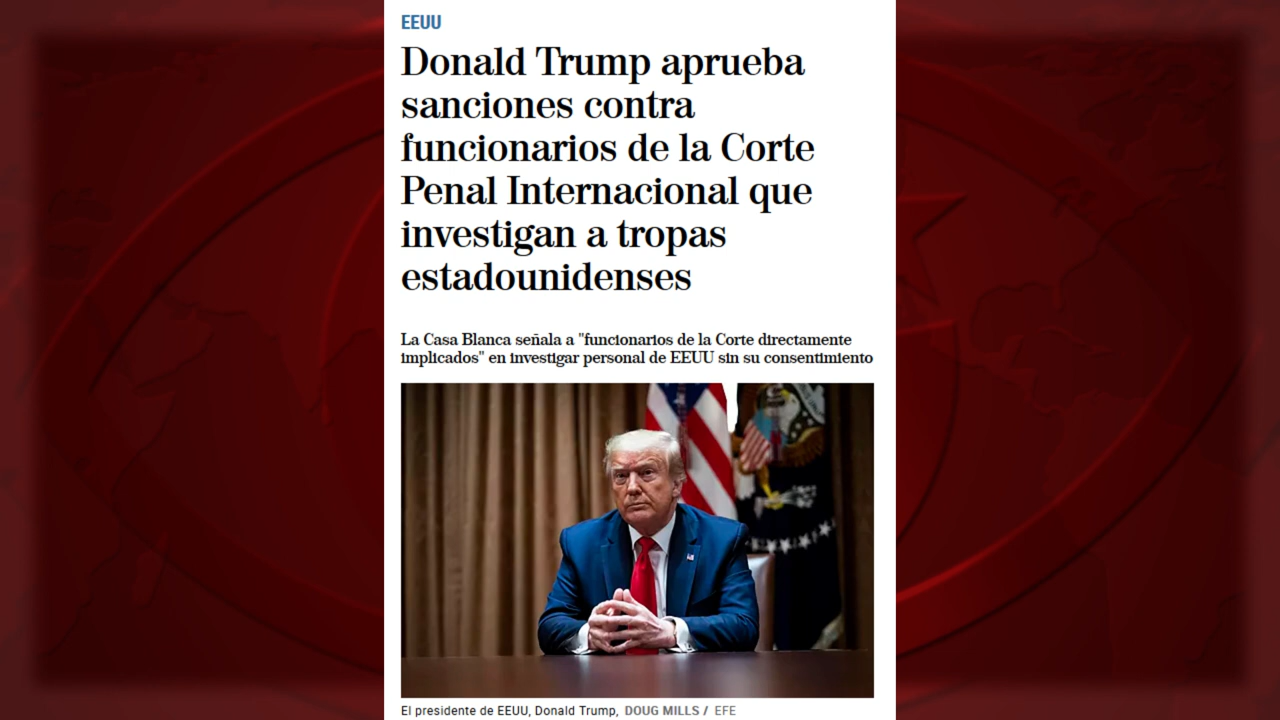 EEUU
Donald Trump aprueba
sanciones contra
funcionarios de la Corte
Penal Internacional que
investigan a tropas
estadounidenses
La Casa Blanca señala a "funcionarios de la Corte directamente
implicados" en investigar personal de EEUU sin su consentimiento
El presidente de EEUU, Donald Trump, DOUG MILLS / EFE